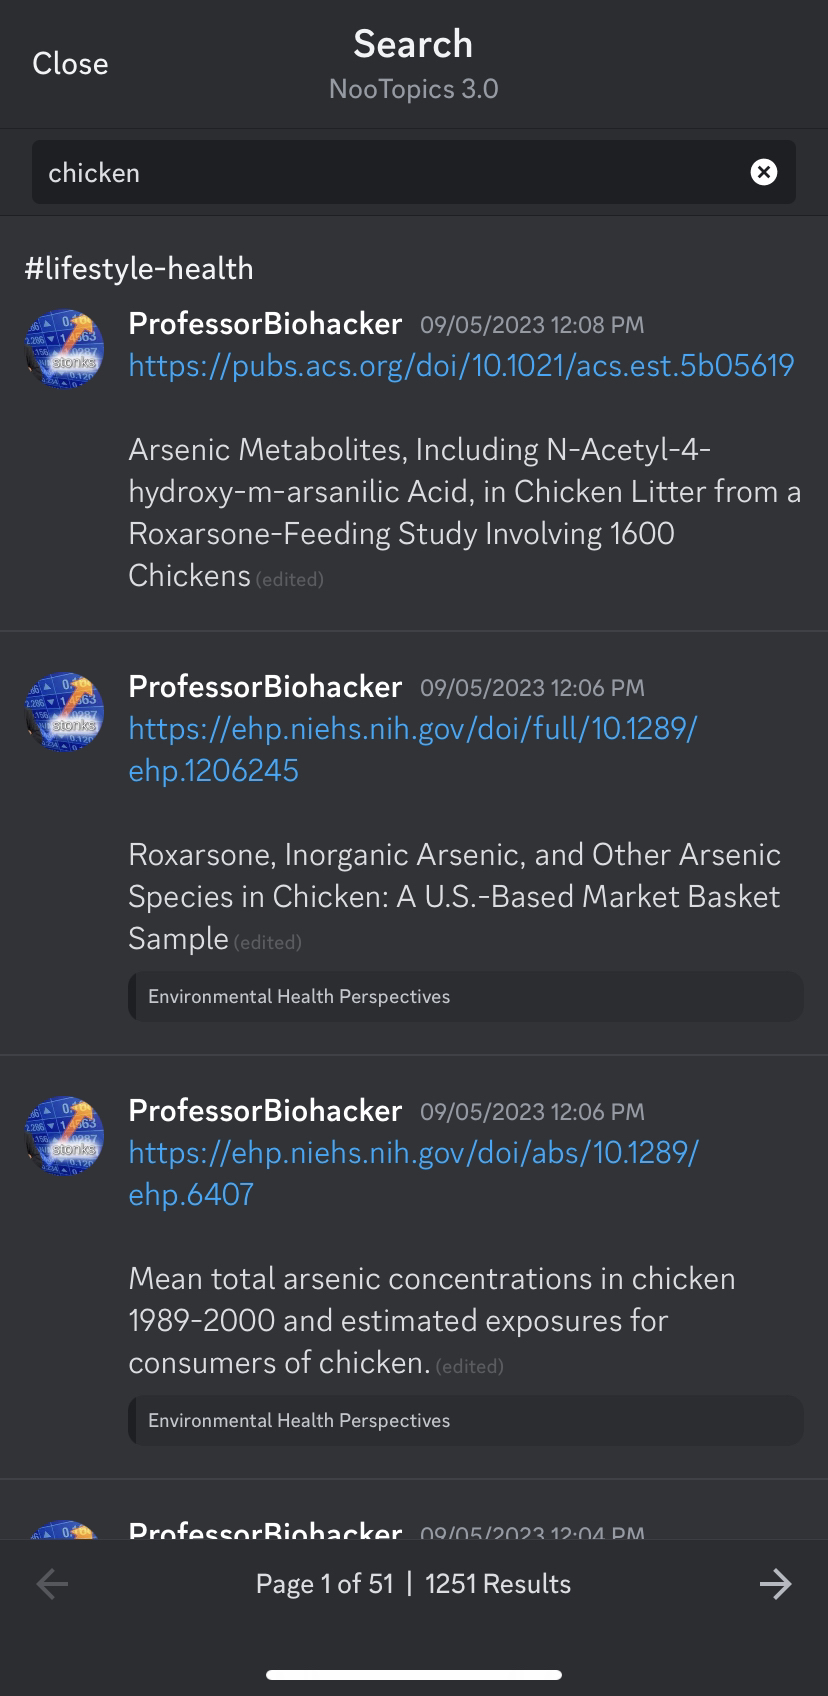 Close
Search
NooTopics 3.0
chicken
#lifestyle-health
ProfessorBiohacker 09/05/2023 12:08 PM
https://pubs.acs.org/doi/10.1021/acs.est.5b05619
Arsenic Metabolites, Including N-Acetyl-4-
hydroxy-m-arsanilic Acid, in Chicken Litter from a
Roxarsone-Feeding Study Involving 1600
Chickens (edited)
stonks
ProfessorBiohacker 09/05/2023 12:06 PM
https://ehp.niehs.nih.gov/doi/full/10.1289/
ehp.1206245
stonks
Roxarsone, Inorganic Arsenic, and Other Arsenic
Species in Chicken: A U.S.-Based Market Basket
Sample (edited)
Environmental Health Perspectives
ProfessorBiohacker 09/05/2023 12:06 PM
https://ehp.niehs.nih.gov/doi/abs/10.1289/
ehp.6407
stonks
Mean total arsenic concentrations in chicken
1989-2000 and estimated exposures for
consumers of chicken. (edited)
Environmental Health Perspectives
ProfessorBiohacker 09/05/2023 12:04 PM
Page 1 of 51 | 1251 Results